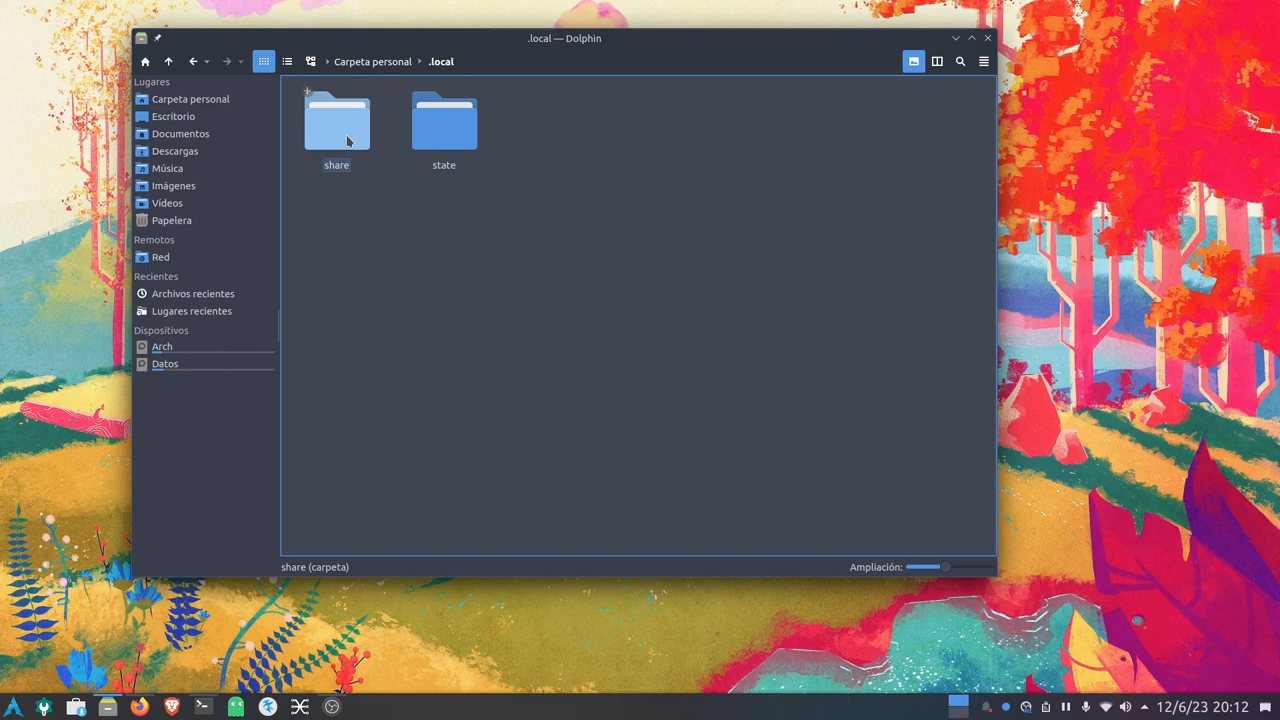 .local — Dolphin
Carpeta personal
.local
Lugares
Carpeta personal
Escritorio
Documentos
Descargas
Música
Imágenes
Vídeos
Papelera
Remotos
Red
Recientes
Archivos recientes
Lugares recientes
Dispositivos
Arch
Datos
share
state
share (carpeta)
Ampliación:
12/6/23 20:12